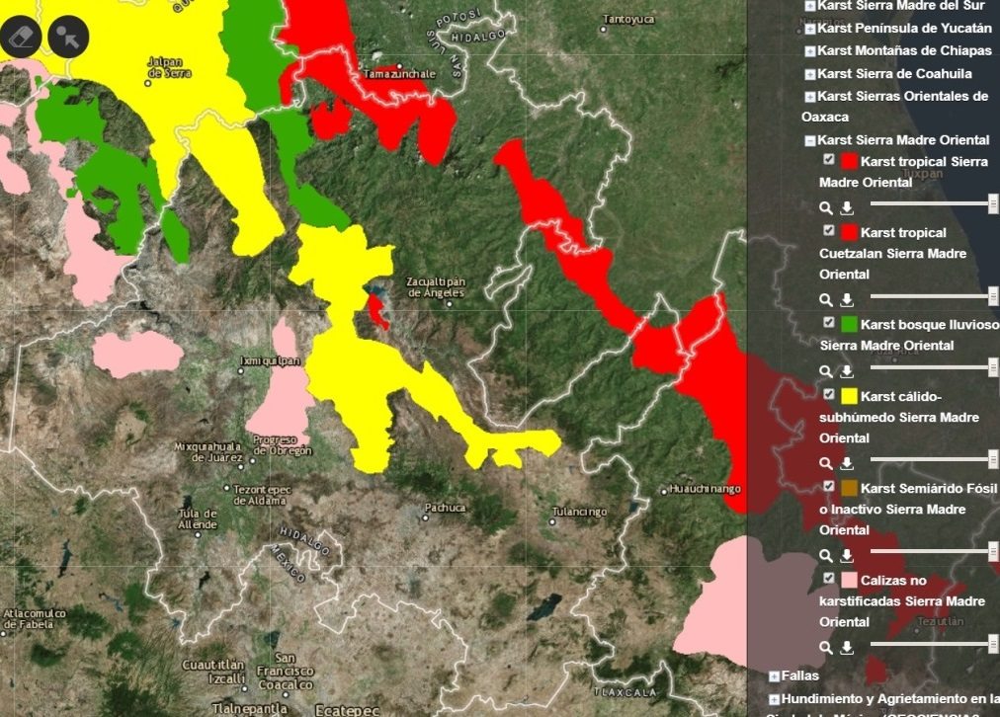 POTOSÍ
HIDALGO
SAN LUIS
Tantoyuca
Jalpan
de Serra
Tamazunchale
Zacualtipán
de Ángeles
Ixmiquilpan
Progreso
de Obregón
Mixquiahuala
de Juárez
Tezontepec
de Aldama
Tula de
Allende
Pachuca
Tulancingo
Huauchinango
HIDALGO
MÉXICO
Atlacomulco
de Fabela
Cuautitlán
Izcalli
San
Francisco
Coacalco
Tlalnepantla
Ecatepec
TLAXCALA
Karst Sierra Madre del Sur
Karst Península de Yucatán
Karst Montañas de Chiapas
Karst Sierra de Coahuila
Karst Sierras Orientales de
Oaxaca
Karst Sierra Madre Oriental
Karst tropical Sierra
Madre Oriental
Tuxpan
Karst tropical
Cuetzalan Sierra Madre
Oriental
Karst bosque lluvioso
Sierra Madre Oriental
Karst cálido-
subhúmedo Sierra Madre
Oriental
Karst Semiárido Fósil
o Inactivo Sierra Madre
Oriental
Calizas no
karstificadas Sierra Madre
Oriental
Teziutlán
Fallas
Hundimiento y Agrietamiento en la